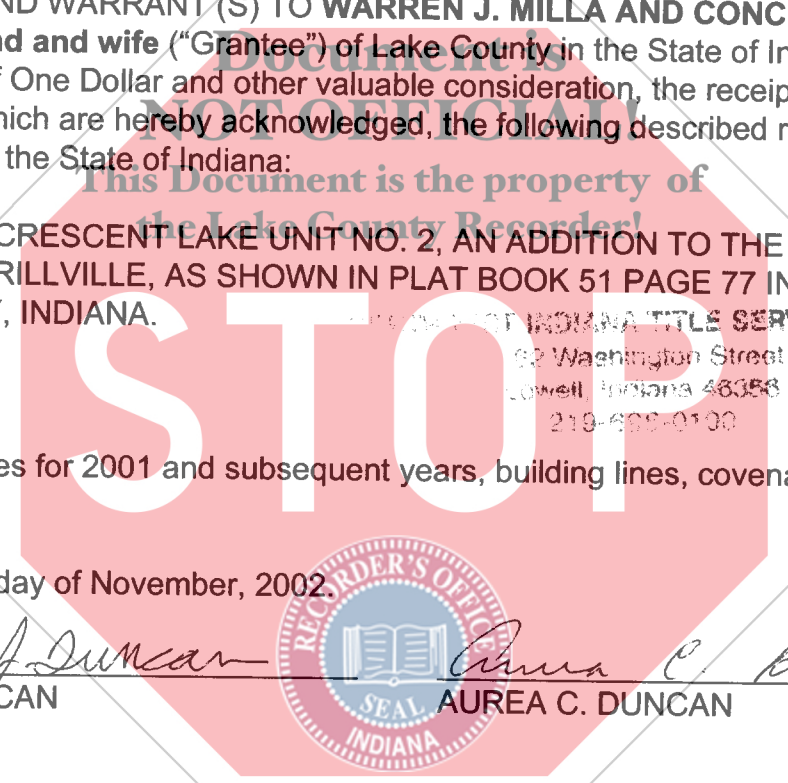 ND WARRANT (S) TO WARREN J. MILLA AND CONC
nd and wife ("Grantee") of Lake County in the State of In
Document is
f One Dollar and other valuable consideration, the receip
NOT OFFICIAL!
hich are hereby acknowledged, the following described r
the State of Indiana:
This Document is the property of
the Lake County Recorder!
CRESCENT LAKE UNIT NO. 2, AN ADDITION TO THE
RILLVILLE, AS SHOWN IN PLAT BOOK 51 PAGE 77 IN
, INDIANA.
INDIANA TITLE SER
Washington Street
Lowell, Indiana 46356
STOP
es for 2001 and subsequent years, building lines, covena
day of November, 2002.
RECORDER'S OFFICE
J. Duncan
Aurea C.
CAN
AUREA C. DUNCAN
SEAL
INDIANA